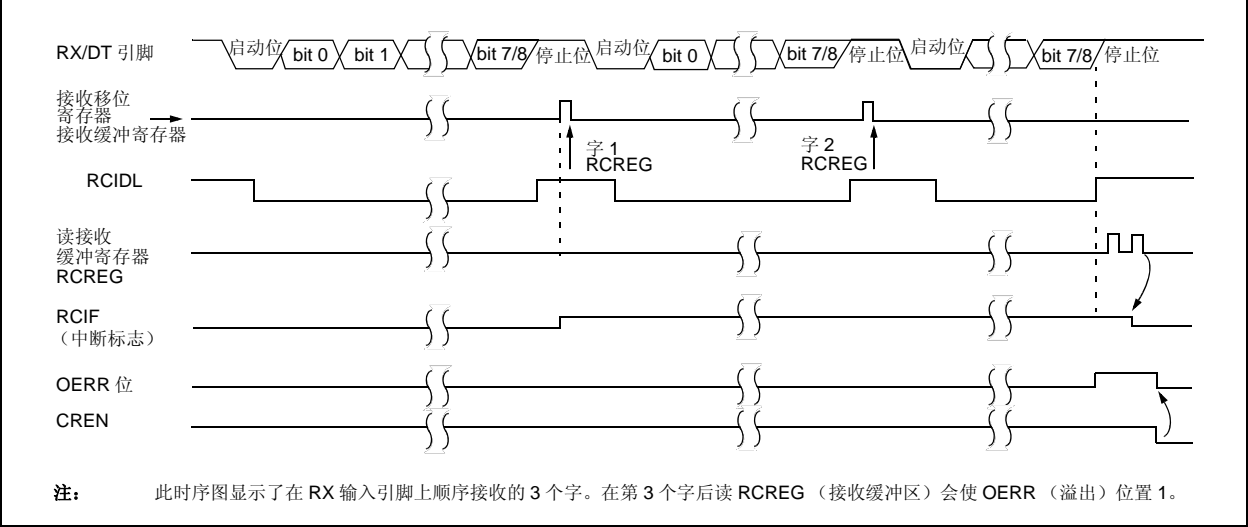 RX/DT 引脚
启动位 bit 0 bit 1 bit 7/8 停止位 启动位 bit 0 bit 7/8 停止位 启动位 bit 7/8 停止位
接收移位
寄存器
接收缓冲寄存器
字 1
RCREG
字 2
RCREG
RCIDL
读接收
缓冲寄存器
RCREG
RCIF
（中断标志）
OERR 位
CREN
注： 此时序图显示了在 RX 输入引脚上顺序接收的 3 个字。在第 3 个字后读 RCREG （接收缓冲区）会使 OERR （溢出）位置 1。